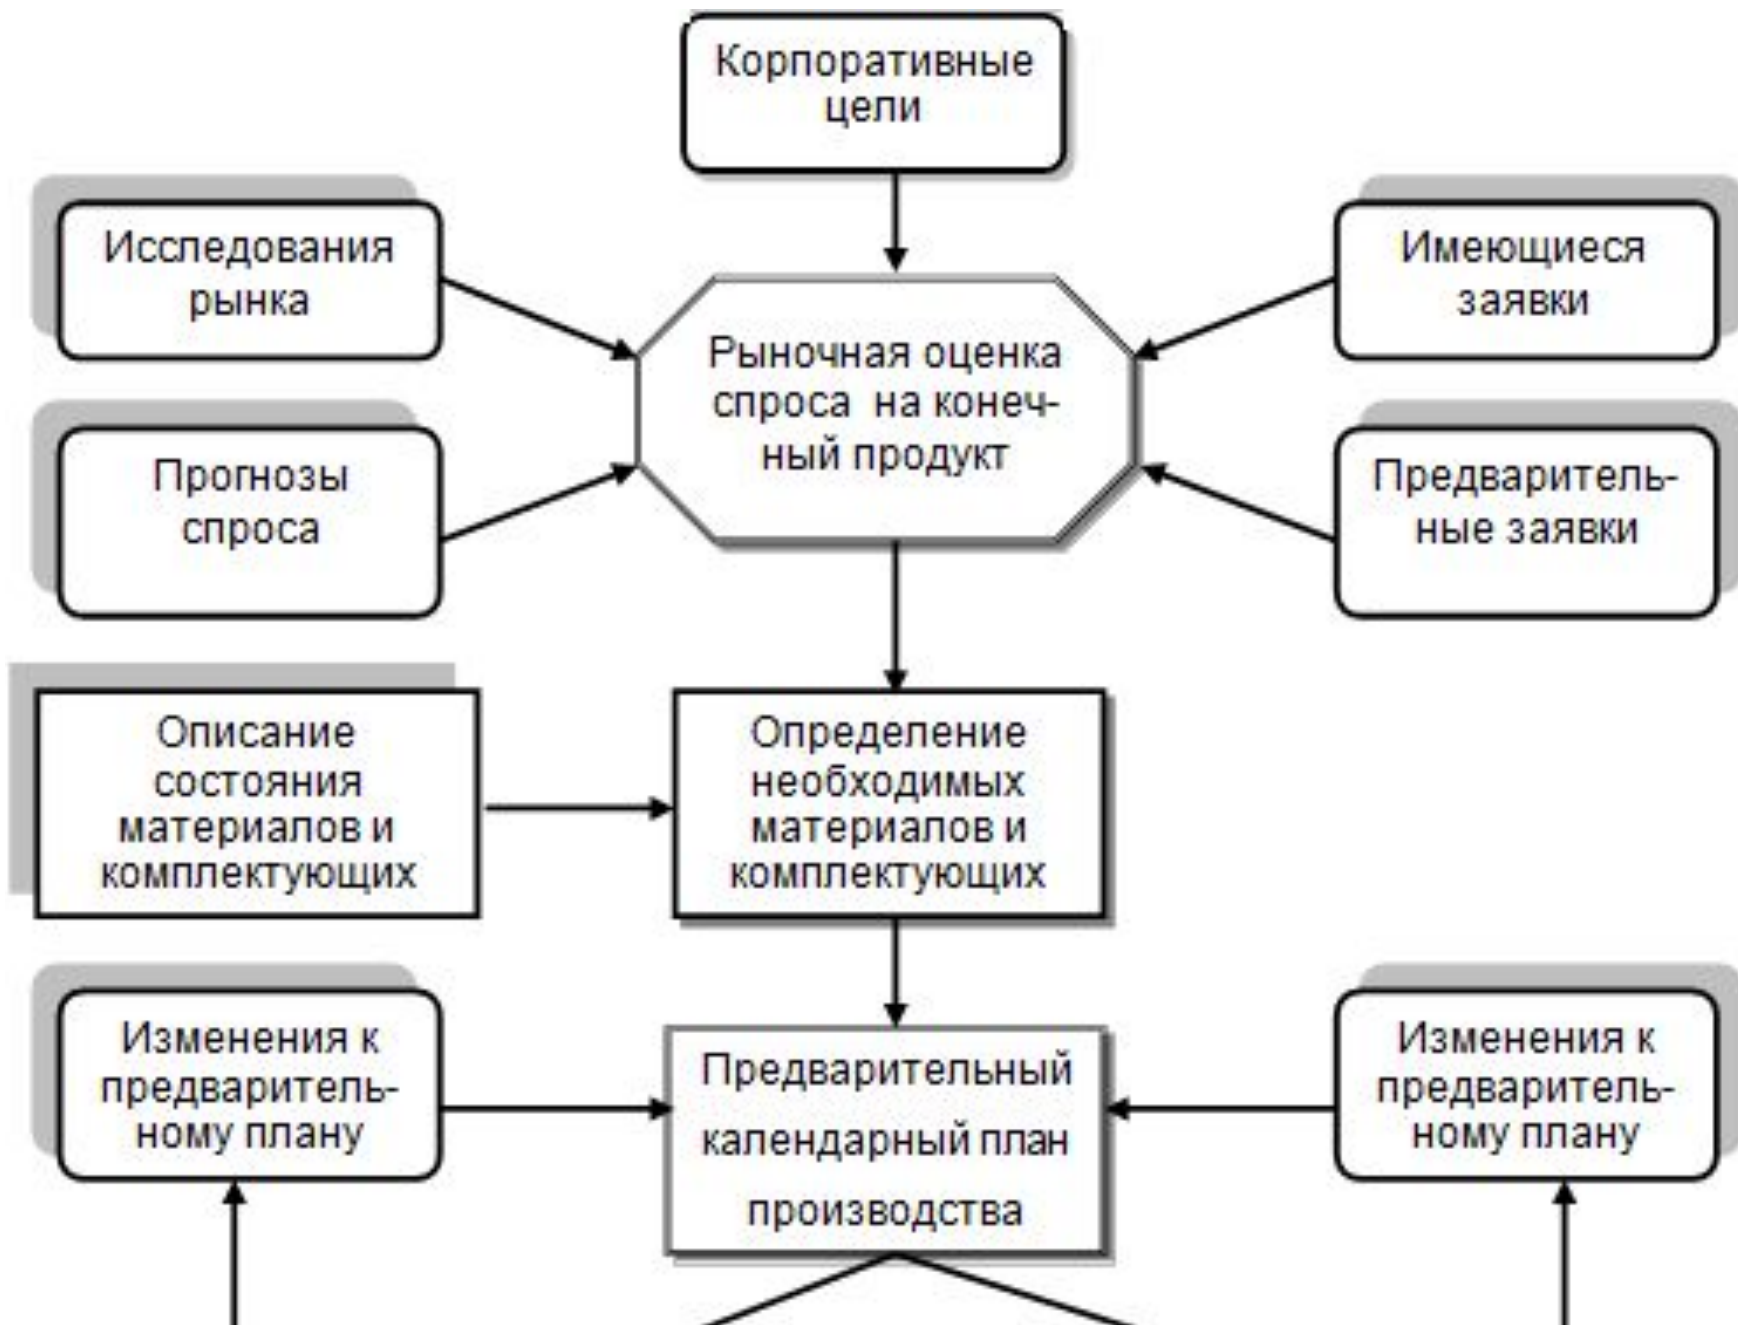 Корпоративные
цели
Исследования
рынка
Имеющиеся
заявки
Рыночная оценка
спроса на конеч-
ный продукт
Прогнозы
спроса
Предваритель-
ные заявки
Описание
состояния
материалов и
комплектующих
Определение
необходимых
материалов и
комплектующих
Изменения к
предваритель-
ному плану
Предварительный
календарный план
производства
Изменения к
предваритель-
ному плану